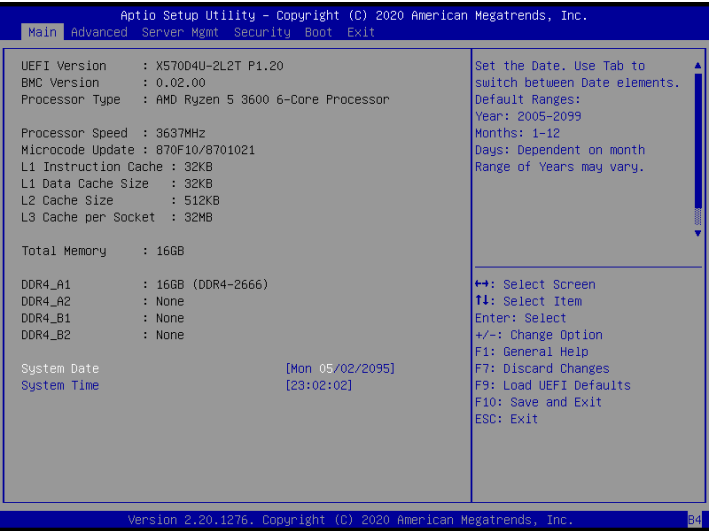 Aptio Setup Utility – Copyright (C) 2020 American Megatrends, Inc.
Main Advanced Server Mgmt Security Boot Exit
UEFI Version : X570D4U-2L2T P1.20
BMC Version : 0.02.00
Processor Type : AMD Ryzen 5 3600 6-Core Processor
Processor Speed : 3637MHz
Microcode Update : 870F10/8701021
L1 Instruction Cache : 32KB
L1 Data Cache Size : 32KB
L2 Cache Size : 512KB
L3 Cache per Socket : 32MB
Total Memory : 16GB
DDR4_A1 : 16GB (DDR4-2666)
DDR4_A2 : None
DDR4_B1 : None
DDR4_B2 : None
System Date [Mon 05/02/2095]
System Time [23:02:02]
Set the Date. Use Tab to
switch between Date elements.
Default Ranges:
Year: 2005-2099
Months: 1-12
Days: Dependent on month
Range of Years may vary.
↔: Select Screen
↑↓: Select Item
Enter: Select
+/-: Change Option
F1: General Help
F7: Discard Changes
F9: Load UEFI Defaults
F10: Save and Exit
ESC: Exit
Version 2.20.1276. Copyright (C) 2020 American Megatrends, Inc.
B4